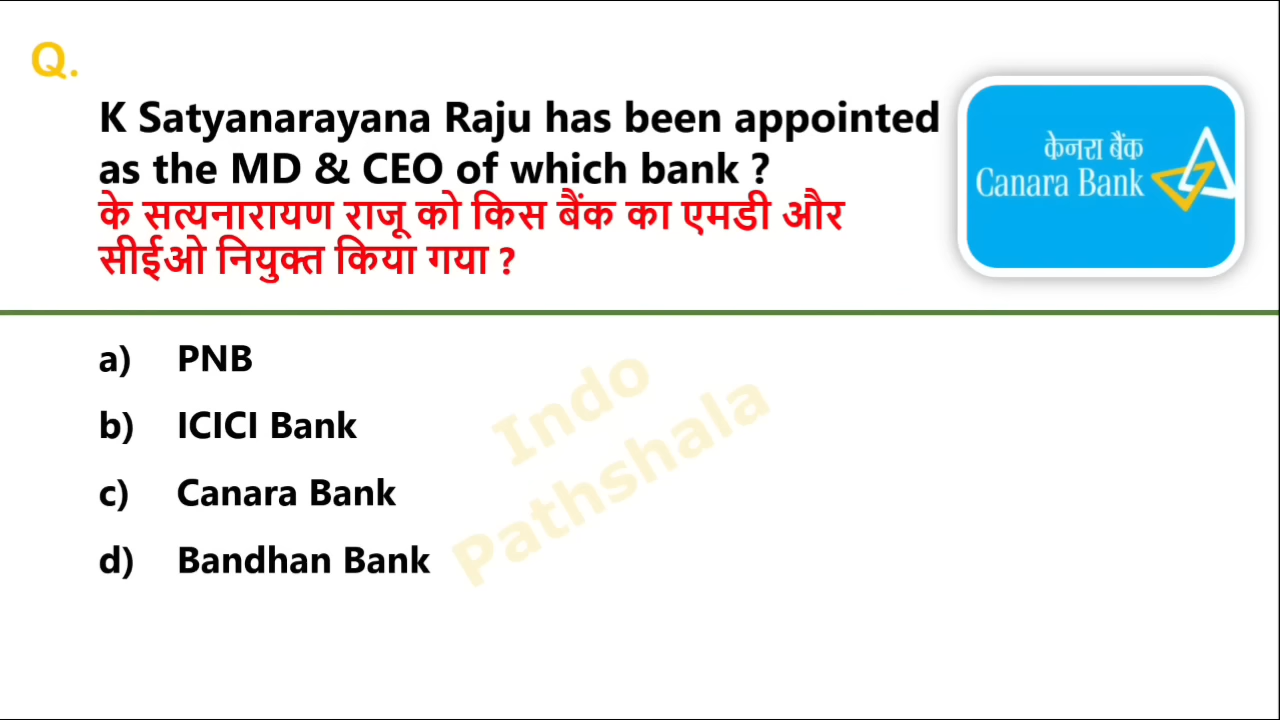 Q.
K Satyanarayana Raju has been appointed
as the MD & CEO of which bank ?
के सत्यनारायण राजू को किस बैंक का एमडी और
सीईओ नियुक्त किया गया ?
केनरा बैंक
Canara Bank
a) PNB
b) ICICI Bank
c) Canara Bank
d) Bandhan Bank
Indo
Pathshala